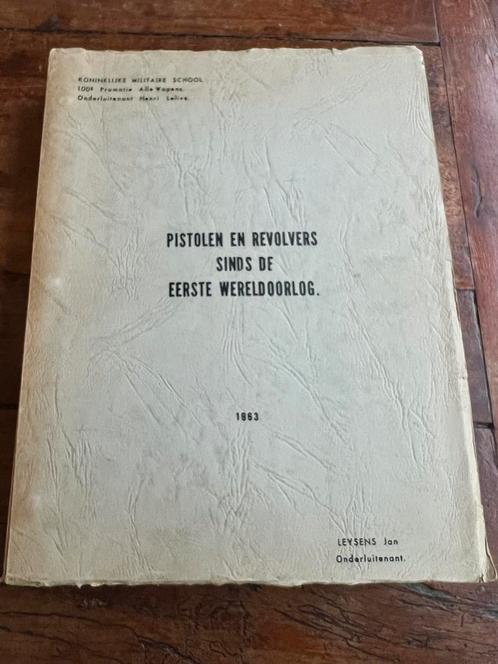 KONINKLIJKE MILITAIRE SCHOOL.
100e Promotie Alle Wapens.
Onderluitenant Henri Lelive.
PISTOLEN EN REVOLVERS
SINDS DE
EERSTE WERELDOORLOG.
1963
LEYSENS Jan
Onderluitenant.